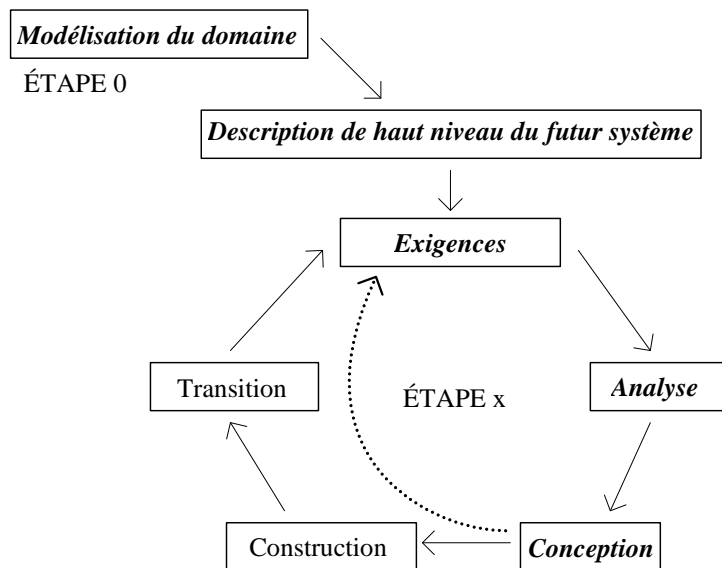 Modélisation du domaine
ÉTAPE 0
Description de haut niveau du futur système
Exigences
Transition
ÉTAPE x
Analyse
Construction
Conception